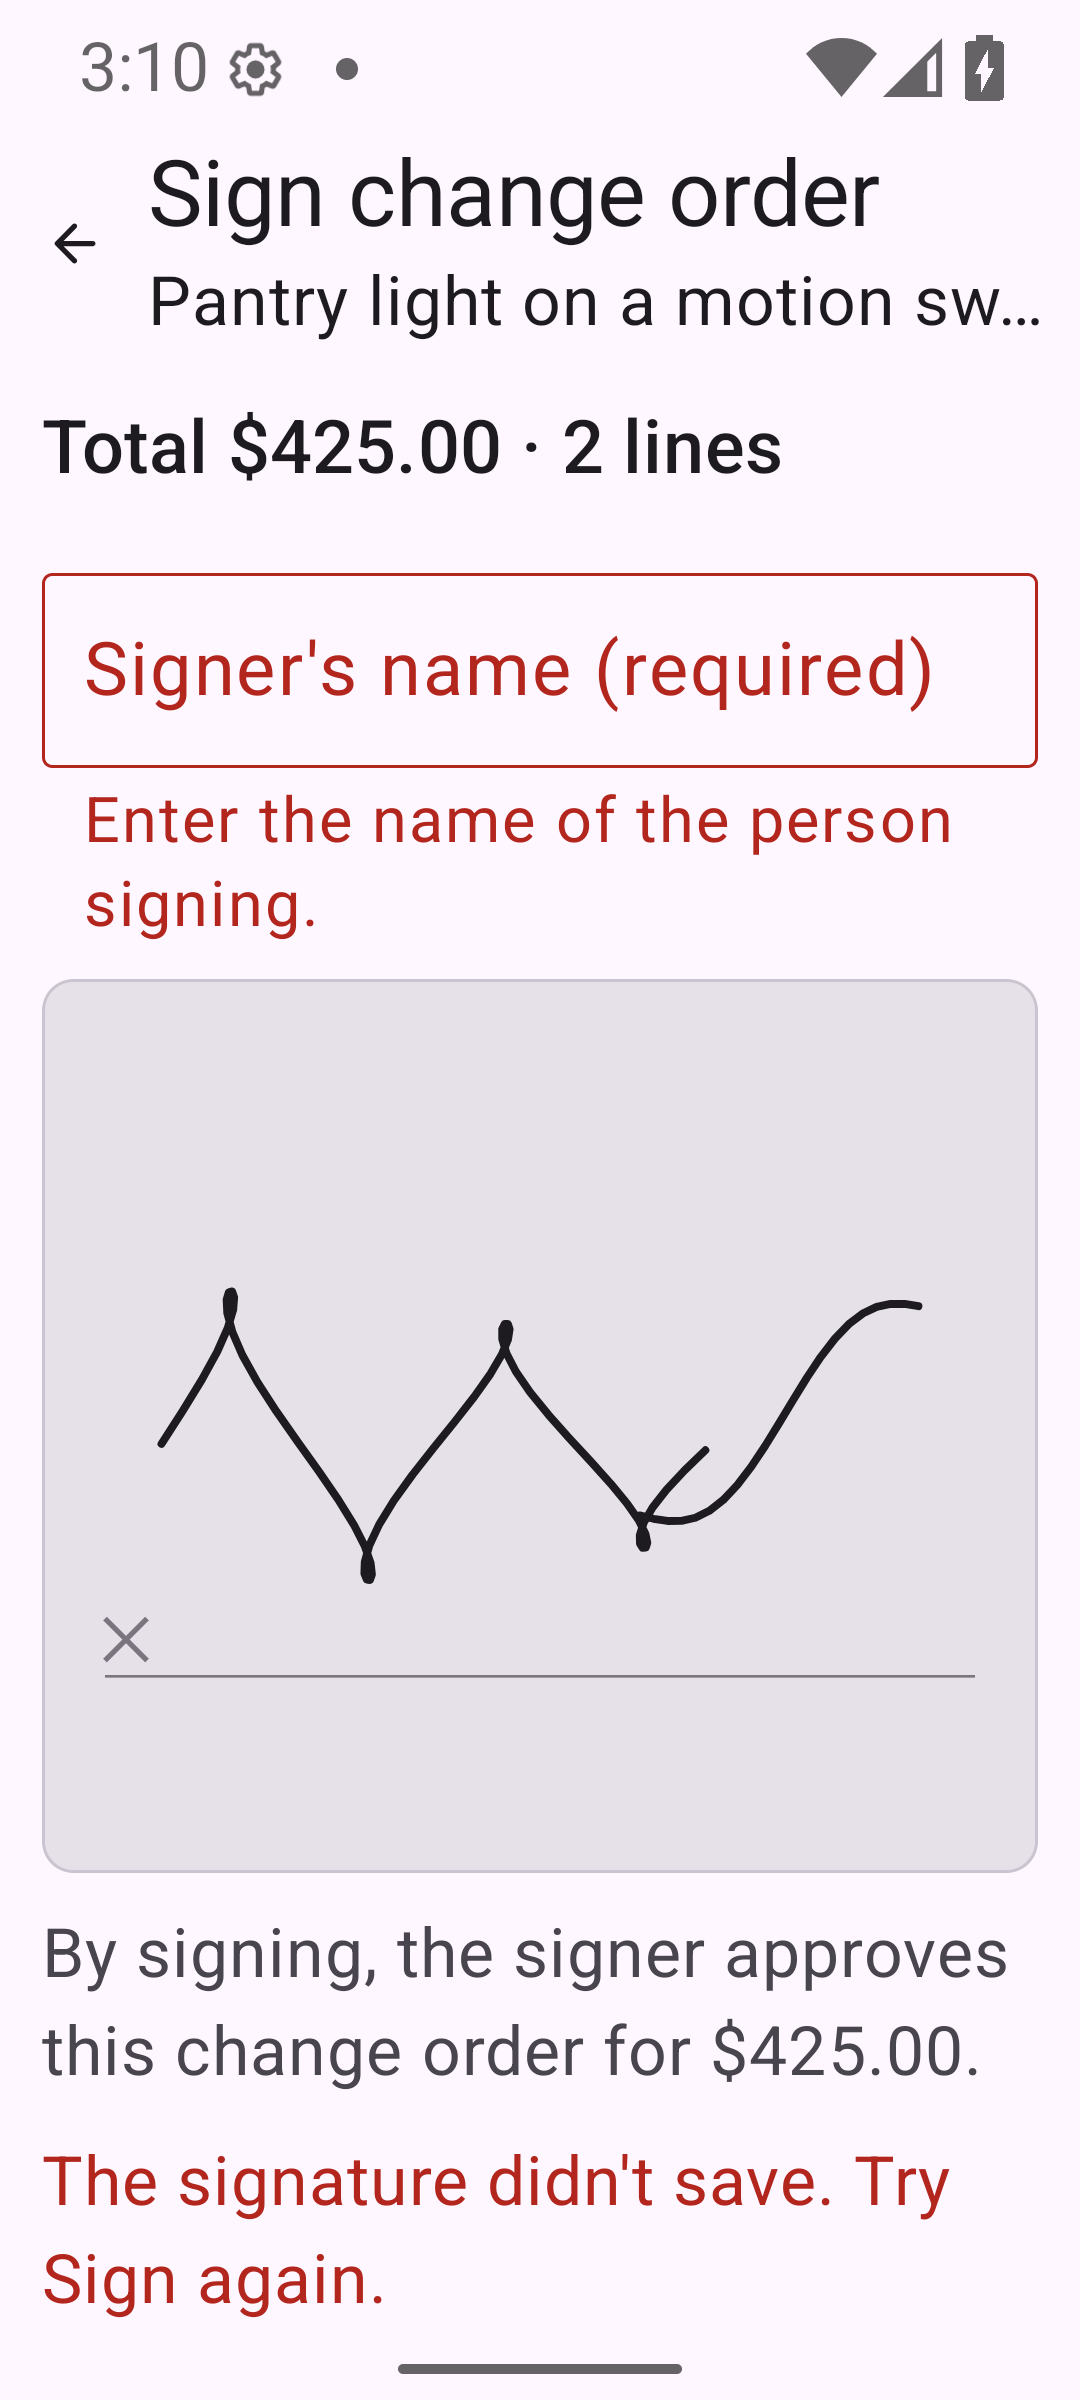 3:10
Sign change order
Pantry light on a motion sw…
Total $425.00 · 2 lines
Signer's name (required)
Enter the name of the person
signing.
By signing, the signer approves
this change order for $425.00.
The signature didn't save. Try
Sign again.